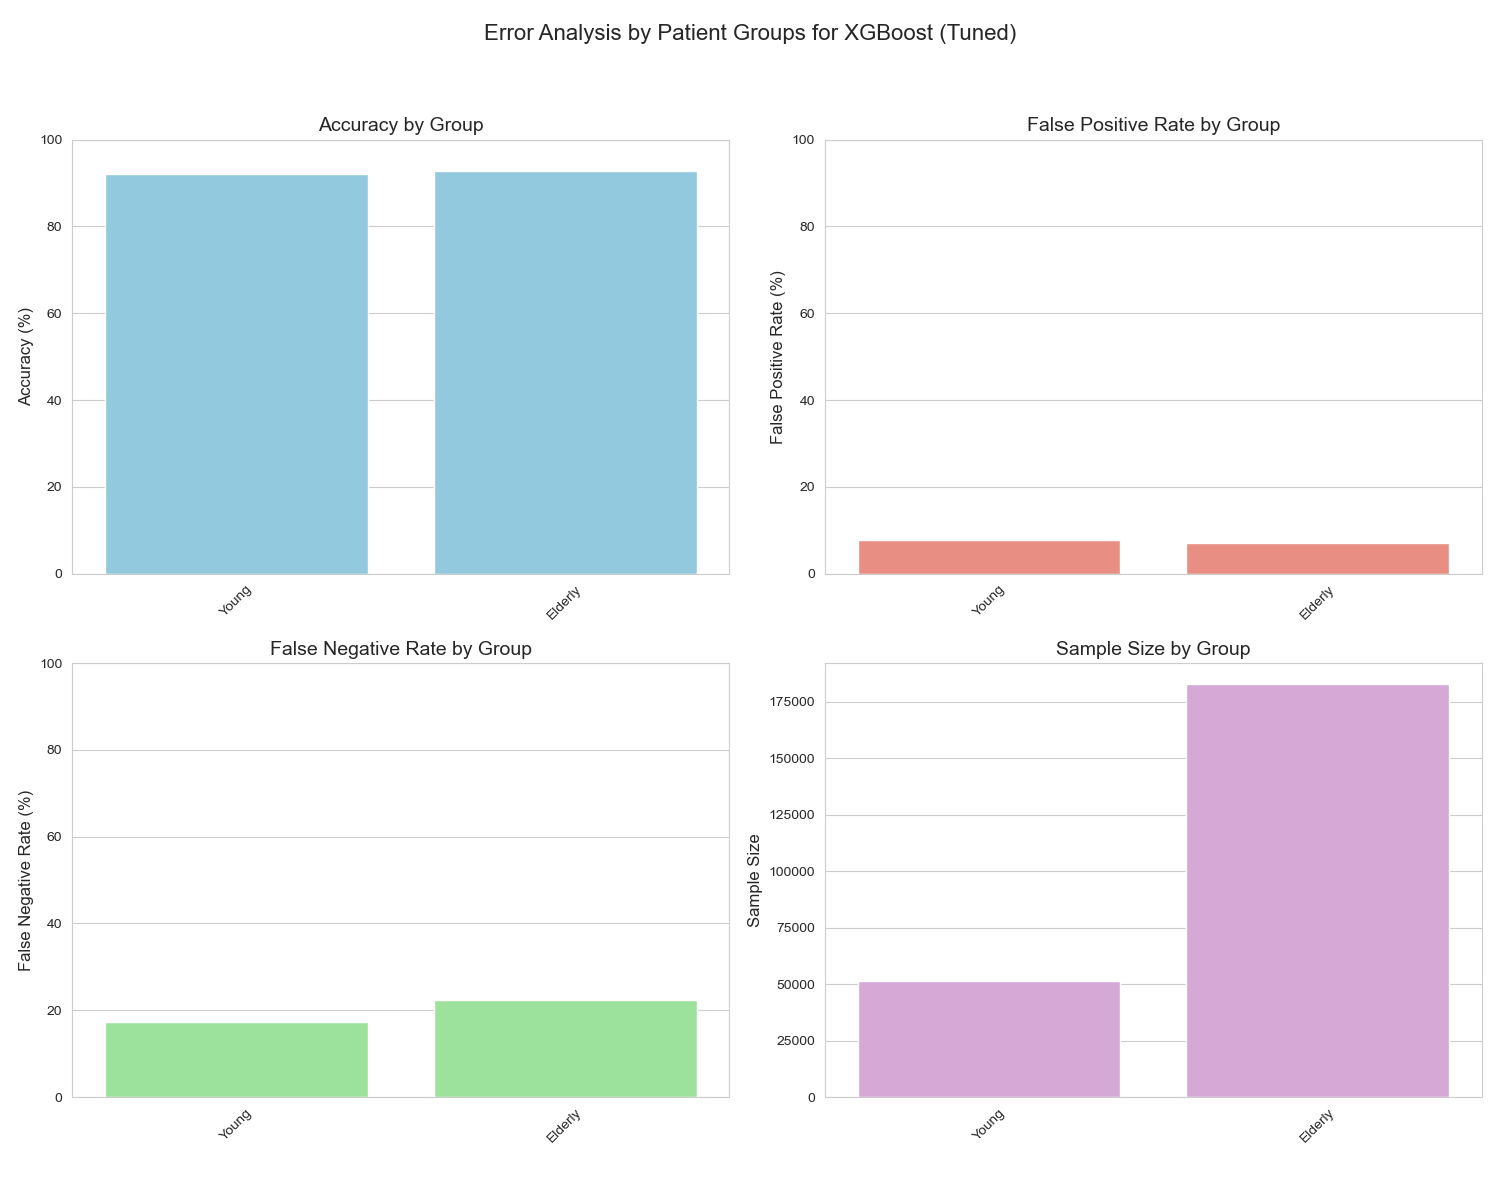 Error Analysis by Patient Groups for XGBoost (Tuned)
Accuracy by Group
100
80
60
40
20
0
Accuracy (%)
Young
Elderly
False Positive Rate by Group
100
80
60
40
20
0
False Positive Rate (%)
Young
Elderly
False Negative Rate by Group
100
80
60
40
20
0
False Negative Rate (%)
Young
Elderly
Sample Size by Group
175000
150000
125000
100000
75000
50000
25000
0
Sample Size
Young
Elderly